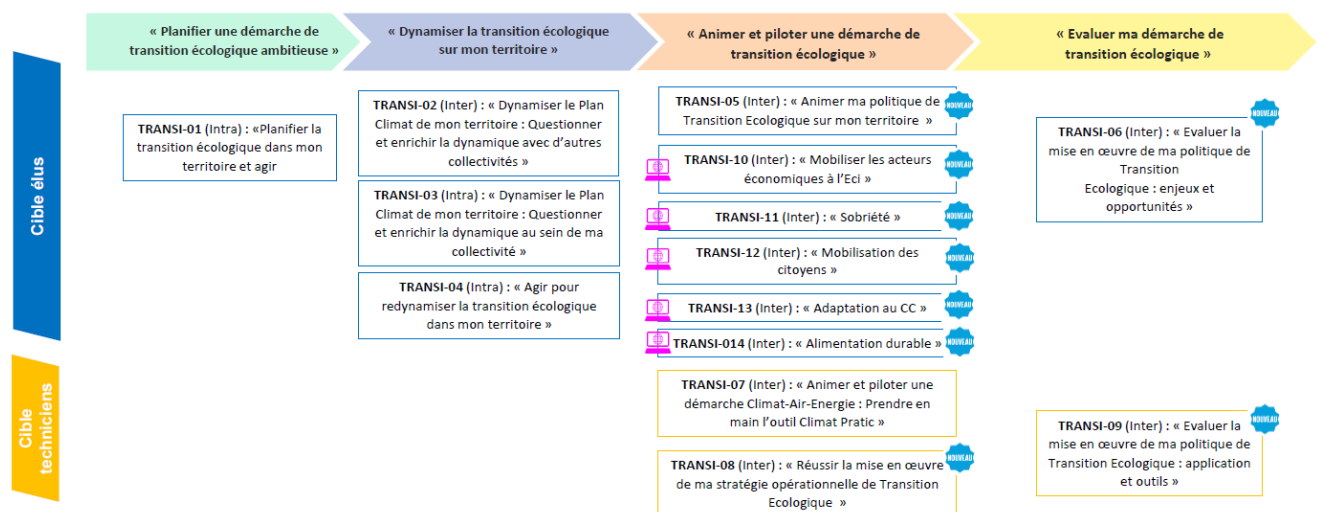 « Planifier une démarche de
transition écologique ambitieuse »
« Dynamiser la transition écologique
sur mon territoire »
« Animer et piloter une démarche de
transition écologique »
« Evaluer ma démarche de
transition écologique »
Cible élus
TRANSI-01 (Intra) : «Planifier la
transition écologique dans mon
territoire et agir
TRANSI-02 (Inter) : « Dynamiser le Plan
Climat de mon territoire : Questionner
et enrichir la dynamique avec d’autres
collectivités »
TRANSI-03 (Intra) : « Dynamiser le Plan
Climat de mon territoire : Questionner
et enrichir la dynamique au sein de ma
collectivité »
TRANSI-04 (Intra) : « Agir pour
redynamiser la transition écologique
dans mon territoire »
TRANSI-05 (Inter) : « Animer ma politique de
Transition Ecologique sur mon territoire »
NOUVEAU
TRANSI-10 (Inter) : « Mobiliser les acteurs
économiques à l’Eci »
NOUVEAU
TRANSI-11 (Inter) : « Sobriété »
NOUVEAU
TRANSI-12 (Inter) : « Mobilisation des
citoyens »
NOUVEAU
TRANSI-13 (Inter) : « Adaptation au CC »
NOUVEAU
TRANSI-014 (Inter) : « Alimentation durable »
NOUVEAU
TRANSI-06 (Inter) : « Evaluer la
mise en œuvre de ma politique de
Transition
Ecologique : enjeux et
opportunités »
NOUVEAU
Cible
techniciens
TRANSI-07 (Inter) : « Animer et piloter une
démarche Climat-Air-Energie : Prendre en
main l’outil Climat Pratic »
TRANSI-08 (Inter) : « Réussir la mise en œuvre
de ma stratégie opérationnelle de Transition
Ecologique »
NOUVEAU
TRANSI-09 (Inter) : « Evaluer la
mise en œuvre de ma politique de
Transition Ecologique : application
et outils »
NOUVEAU